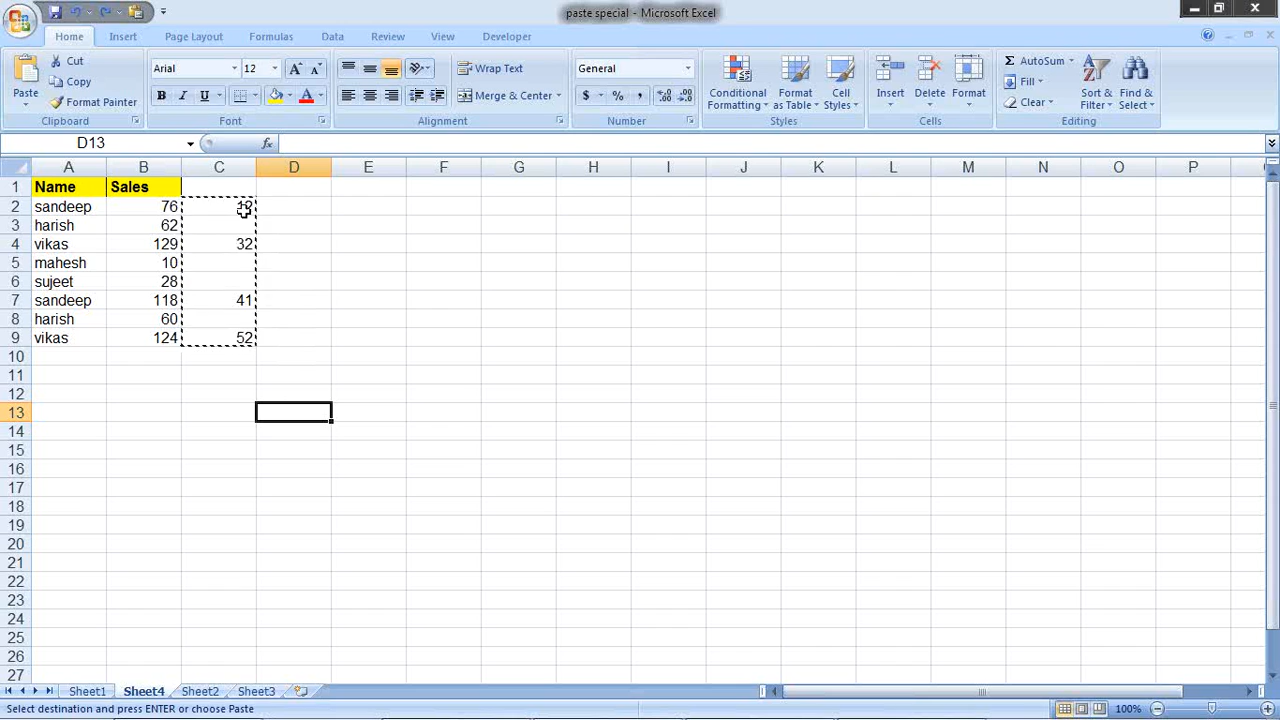 paste special - Microsoft Excel
Home Insert Page Layout Formulas Data Review View Developer
Paste
Cut
Copy
Format Painter
Clipboard
Arial 12
B I U
Font
Wrap Text
Merge & Center
Alignment
General
$ % ,
Number
Conditional Formatting
Format as Table
Cell Styles
Styles
Insert
Delete
Format
Cells
Σ AutoSum
Fill
Clear
Sort & Filter
Find & Select
Editing
D13 fx
A B C D E F G H I J K L M N O P
1 Name Sales
2 sandeep 76
3 harish 62
4 vikas 129 32
5 mahesh 10
6 sujeet 28
7 sandeep 118 41
8 harish 60
9 vikas 124 52
10
11
12
13
14
15
16
17
18
19
20
21
22
23
24
25
26
27
Sheet1 Sheet4 Sheet2 Sheet3
Select destination and press ENTER or choose Paste
100%